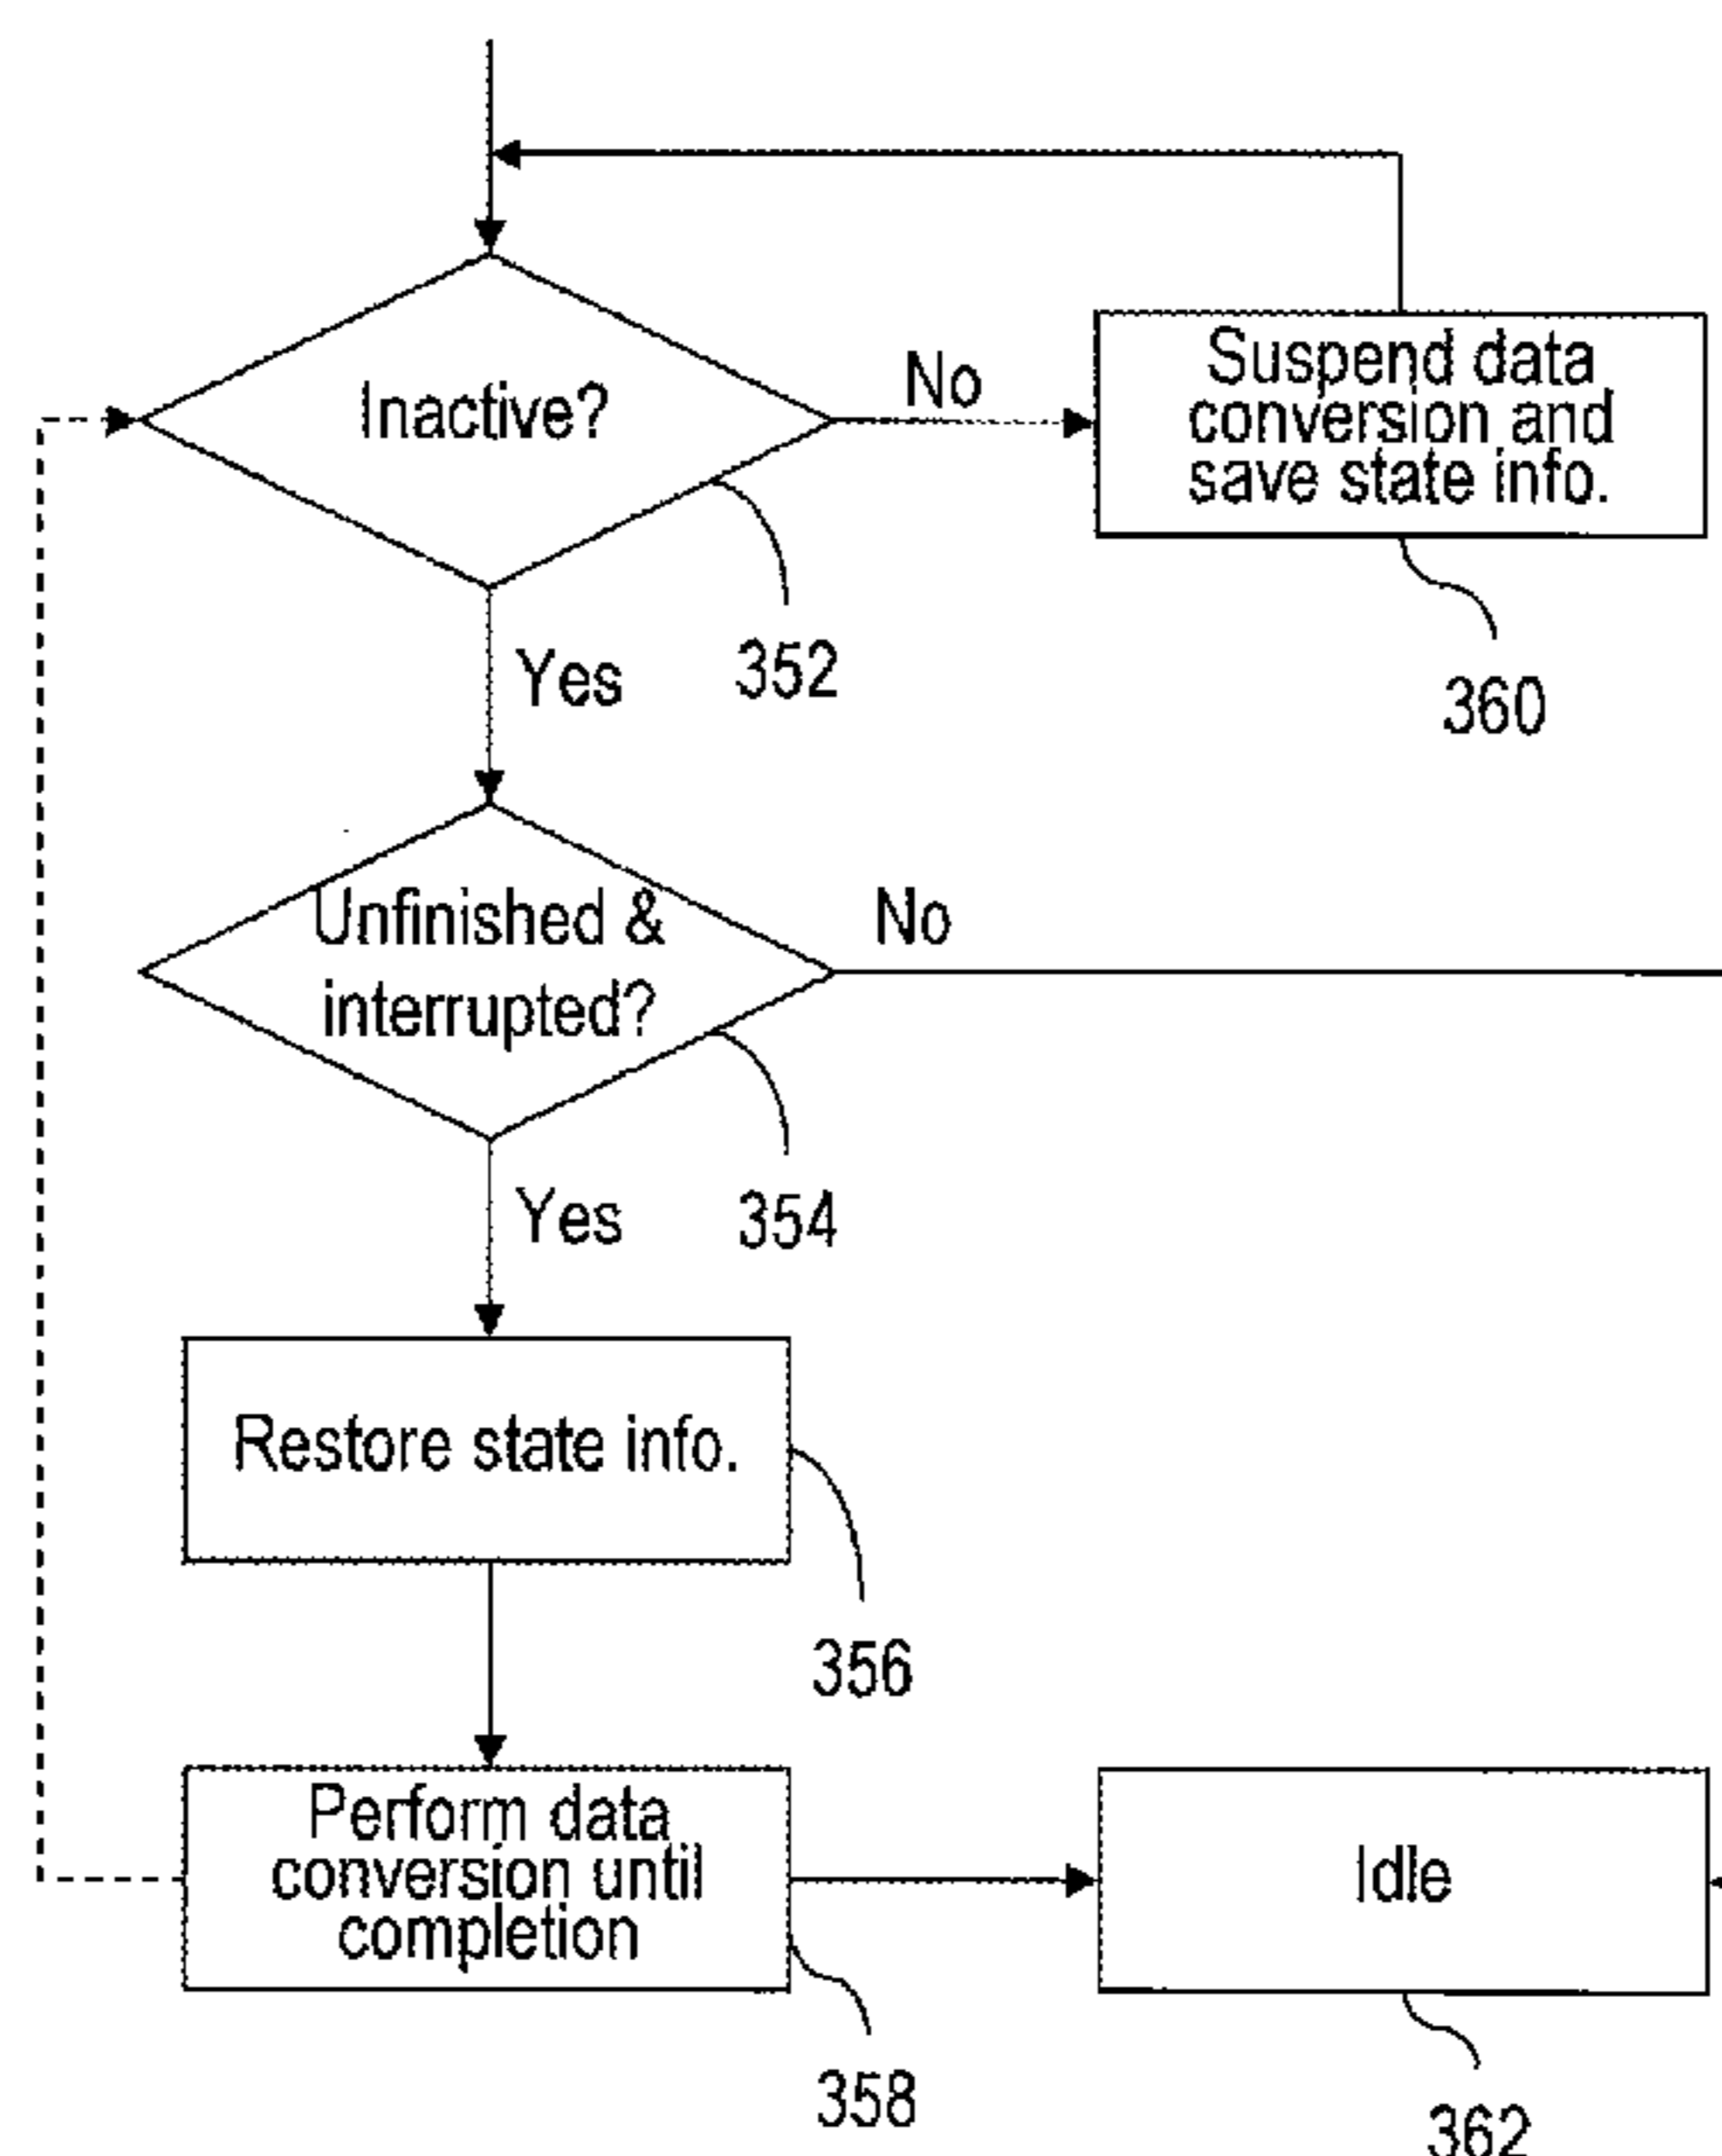 Inactive?
No
Suspend data
conversion and
save state info.
Yes
352
360
Unfinished &
interrupted?
No
Yes
354
Restore state info.
356
Perform data
conversion until
completion
Idle
358
362